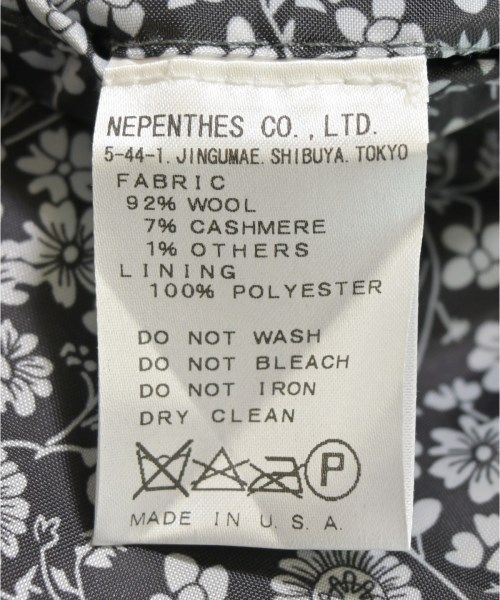 NEPENTHES CO.,LTD.
5-44-1. JINGUMAE. SHIBUYA. TOKYO
FABRIC
92% WOOL
7% CASHMERE
1% OTHERS
LINING
100% POLYESTER
DO NOT WASH
DO NOT BLEACH
DO NOT IRON
DRY CLEAN
P
MADE IN U.S.A.